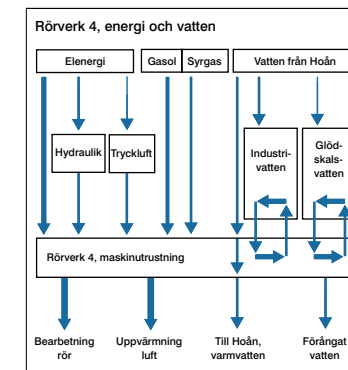 Rörverk 4, energi och vatten
Elenergi
Gasol
Syrgas
Vatten från Hoån
Hydraulik
Tryckluft
Industri-
vatten
Glöd-
skals-
vatten
Rörverk 4, maskinutrustning
Bearbetning
rör
Uppvärmning
luft
Till Hoån,
varmvatten
Förångat
vatten